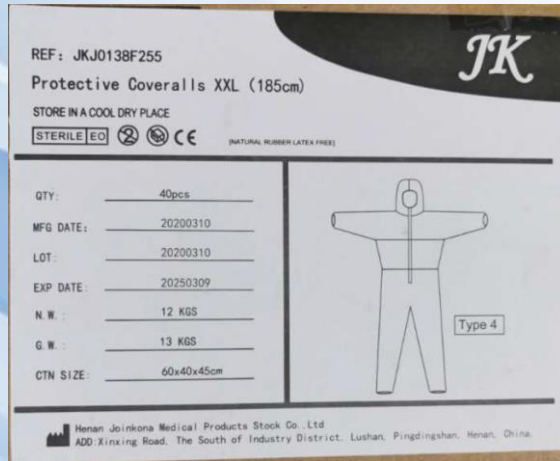 JK
REF: JKJ0138F255
Protective Coveralls XXL (185cm)
STORE IN A COOL DRY PLACE
STERILE EO CE [NATURAL RUBBER LATEX FREE]
QTY: 40pcs
MFG DATE: 20200310
LOT: 20200310
EXP DATE: 20250309
N.W.: 12 KGS
G.W.: 13 KGS
CTN SIZE: 60x40x45cm
Type 4
Henan Joinkona Medical Products Stock Co.,Ltd
ADD:Xinxing Road, The South of Industry District, Lushan, Pingdingshan, Henan, China.